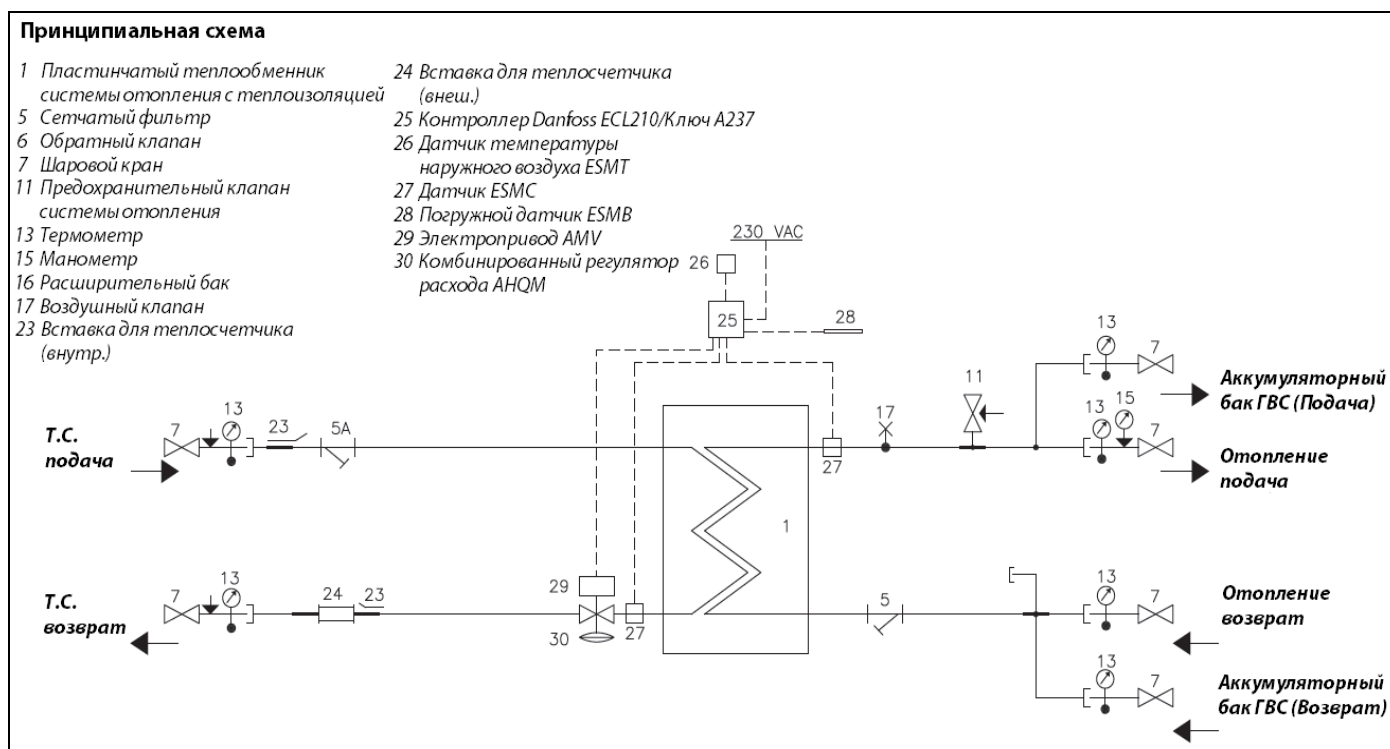 Принципиальная схема
1 Пластинчатый теплообменник
системы отопления с теплоизоляцией
5 Сетчатый фильтр
6 Обратный клапан
7 Шаровой кран
11 Предохранительный клапан
системы отопления
13 Термометр
15 Манометр
16 Расширительный бак
17 Воздушный клапан
23 Вставка для теплосчетчика
(внутр.)
24 Вставка для теплосчетчика
(внеш.)
25 Контроллер Danfoss ECL210/Ключ A237
26 Датчик температуры
наружного воздуха ESMT
27 Датчик ESMC
28 Погружной датчик ESMB
29 Электропривод AMV
30 Комбинированный регулятор
расхода AHQM
230 VAC
26
25
28
13
7
Аккумуляторный
бак ГВС (Подача)
11
17
13
15
7
Отопление
подача
27
Т.С.
подача
7
13
23
5A
1
Т.С.
возврат
7
13
24
23
29
30
27
5
13
7
Отопление
возврат
13
7
Аккумуляторный
бак ГВС (Возврат)